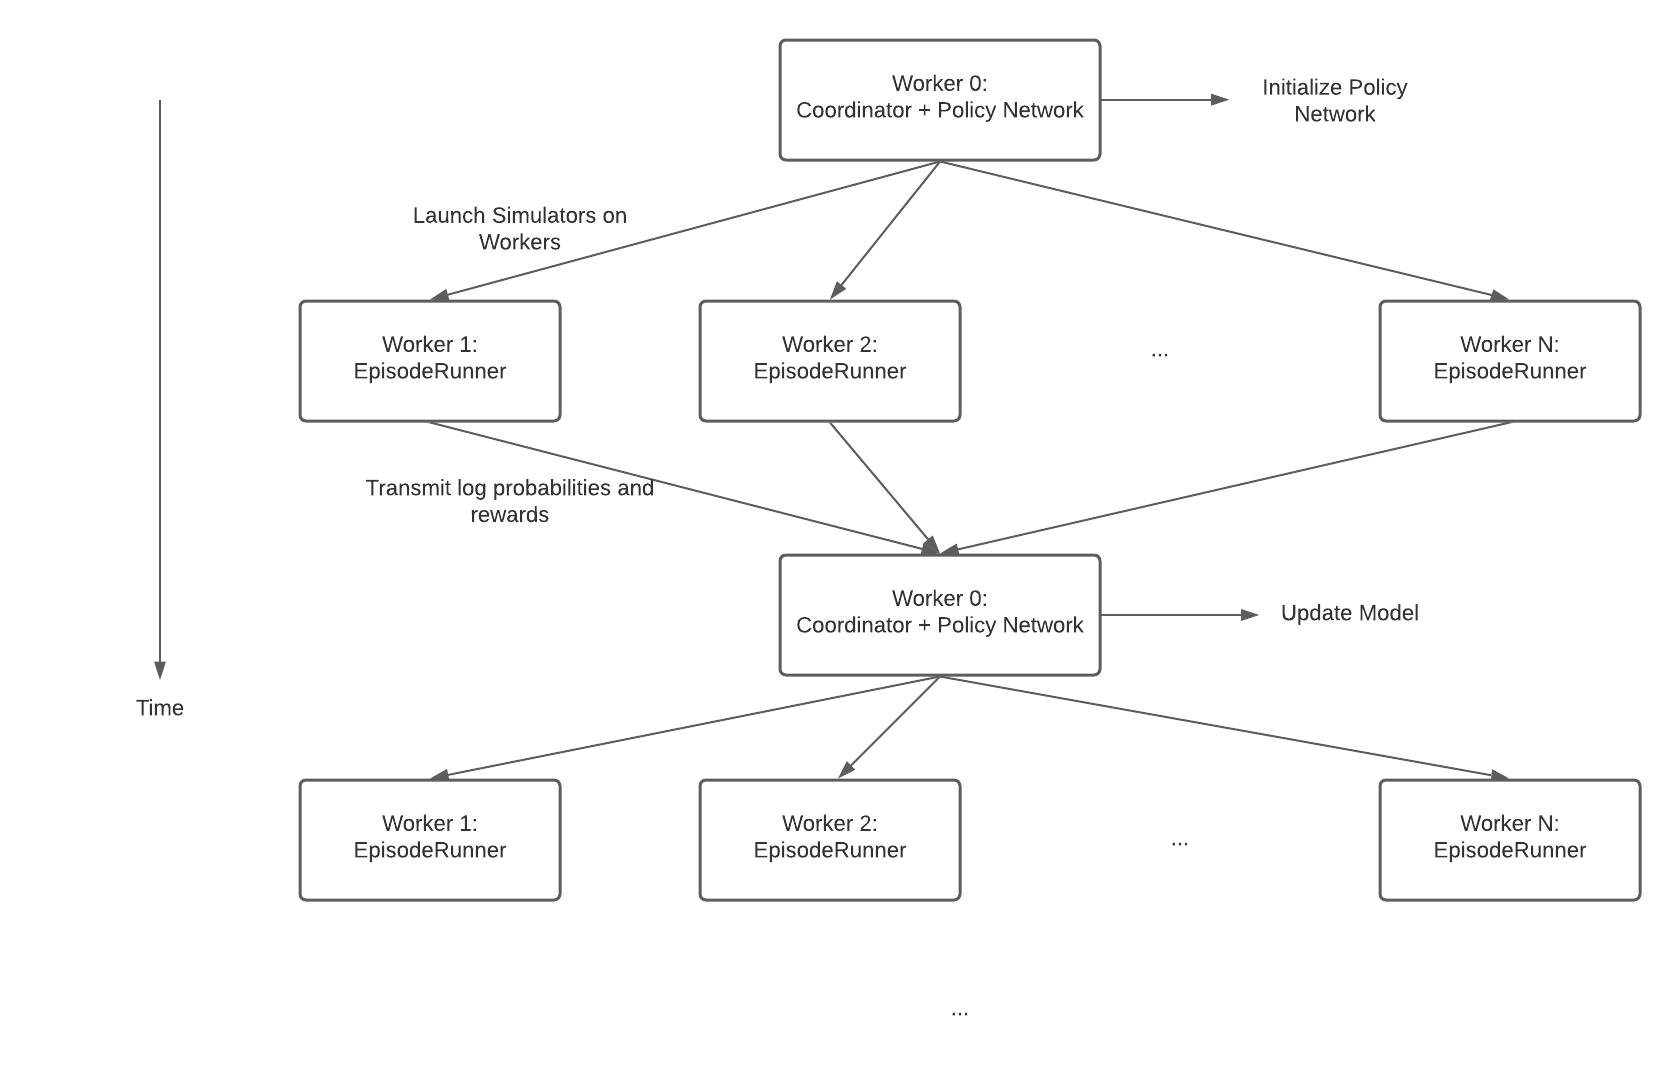 Worker 0:
Coordinator + Policy Network
Initialize Policy
Network
Launch Simulators on
Workers
Worker 1:
EpisodeRunner
Worker 2:
EpisodeRunner
...
Worker N:
EpisodeRunner
Transmit log probabilities and
rewards
Worker 0:
Coordinator + Policy Network
Update Model
Time
Worker 1:
EpisodeRunner
Worker 2:
EpisodeRunner
...
Worker N:
EpisodeRunner
...